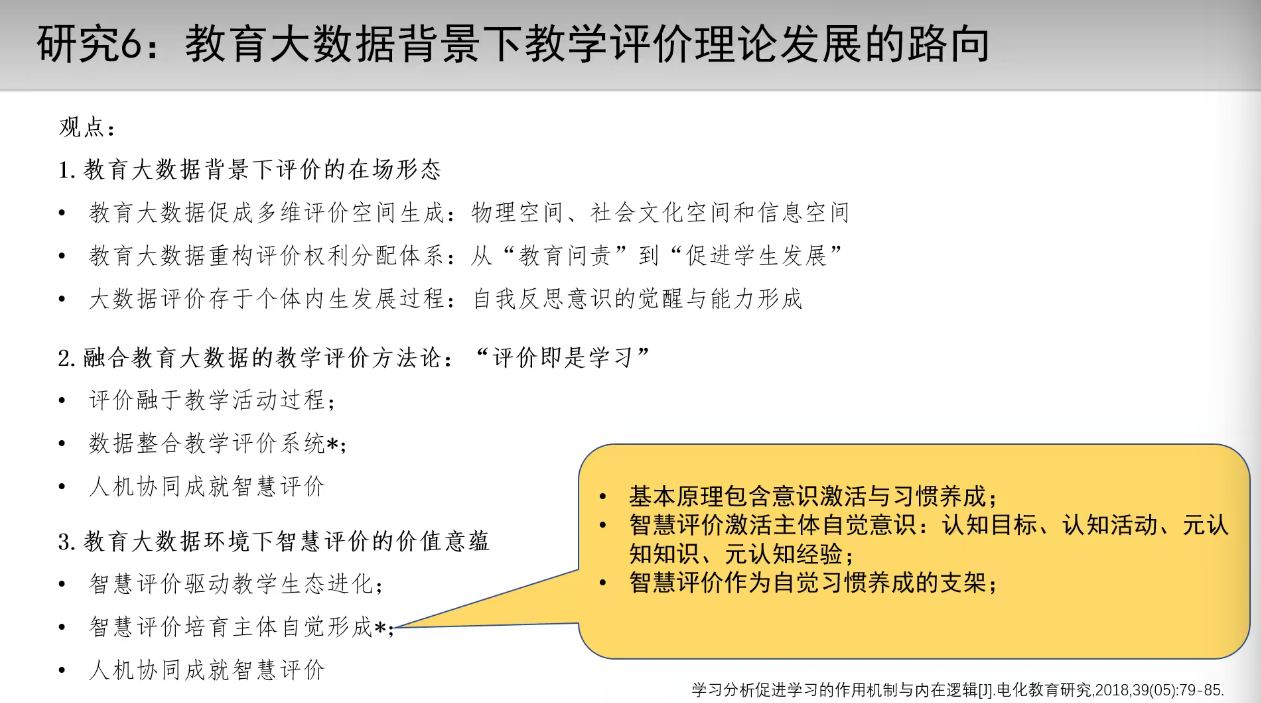 研究6：教育大数据背景下教学评价理论发展的路向
观点：
1. 教育大数据背景下评价的在场形态
• 教育大数据促成多维评价空间生成：物理空间、社会文化空间和信息空间
• 教育大数据重构评价权利分配体系：从“教育问责”到“促进学生发展”
• 大数据评价存于个体内生发展过程：自我反思意识的觉醒与能力形成
2. 融合教育大数据的教学评价方法论：“评价即是学习”
• 评价融于教学活动过程；
• 数据整合教学评价系统*；
• 人机协同成就智慧评价
3. 教育大数据环境下智慧评价的价值意蕴
• 智慧评价驱动教学生态进化；
• 智慧评价培育主体自觉形成*；
• 人机协同成就智慧评价
• 基本原理包含意识激活与习惯养成；
• 智慧评价激活主体自觉意识：认知目标、认知活动、元认
知知识、元认知经验；
• 智慧评价作为自觉习惯养成的支架；
学习分析促进学习的作用机制与内在逻辑[J].电化教育研究,2018,39(05):79-85.